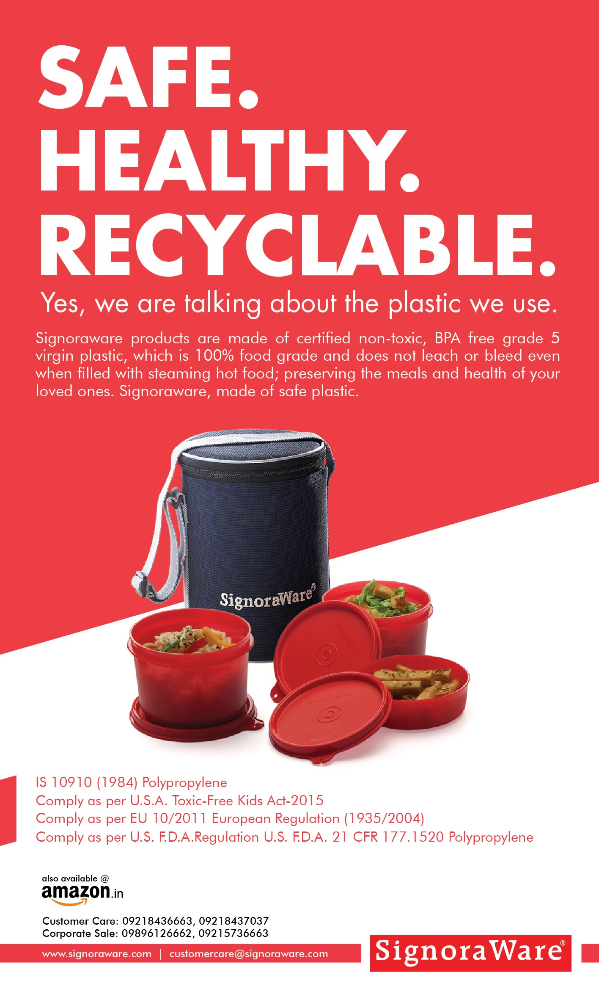 SAFE.
HEALTHY.
RECYCLABLE.
Yes, we are talking about the plastic we use.
Signoraware products are made of certified non-toxic, BPA free grade 5
virgin plastic, which is 100% food grade and does not leach or bleed even
when filled with steaming hot food; preserving the meals and health of your
loved ones. Signoraware, made of safe plastic.
SignoraWare®
SIGNORAWARE
SIGNORAWARE
IS 10910 (1984) Polypropylene
Comply as per U.S.A. Toxic-Free Kids Act-2015
Comply as per EU 10/2011 European Regulation (1935/2004)
Comply as per U.S. F.D.A.Regulation U.S. F.D.A. 21 CFR 177.1520 Polypropylene
also available @
amazon.in
Customer Care: 09218436663, 09218437037
Corporate Sale: 09896126662, 09215736663
www.signoraware.com | customercare@signoraware.com
SignoraWare®